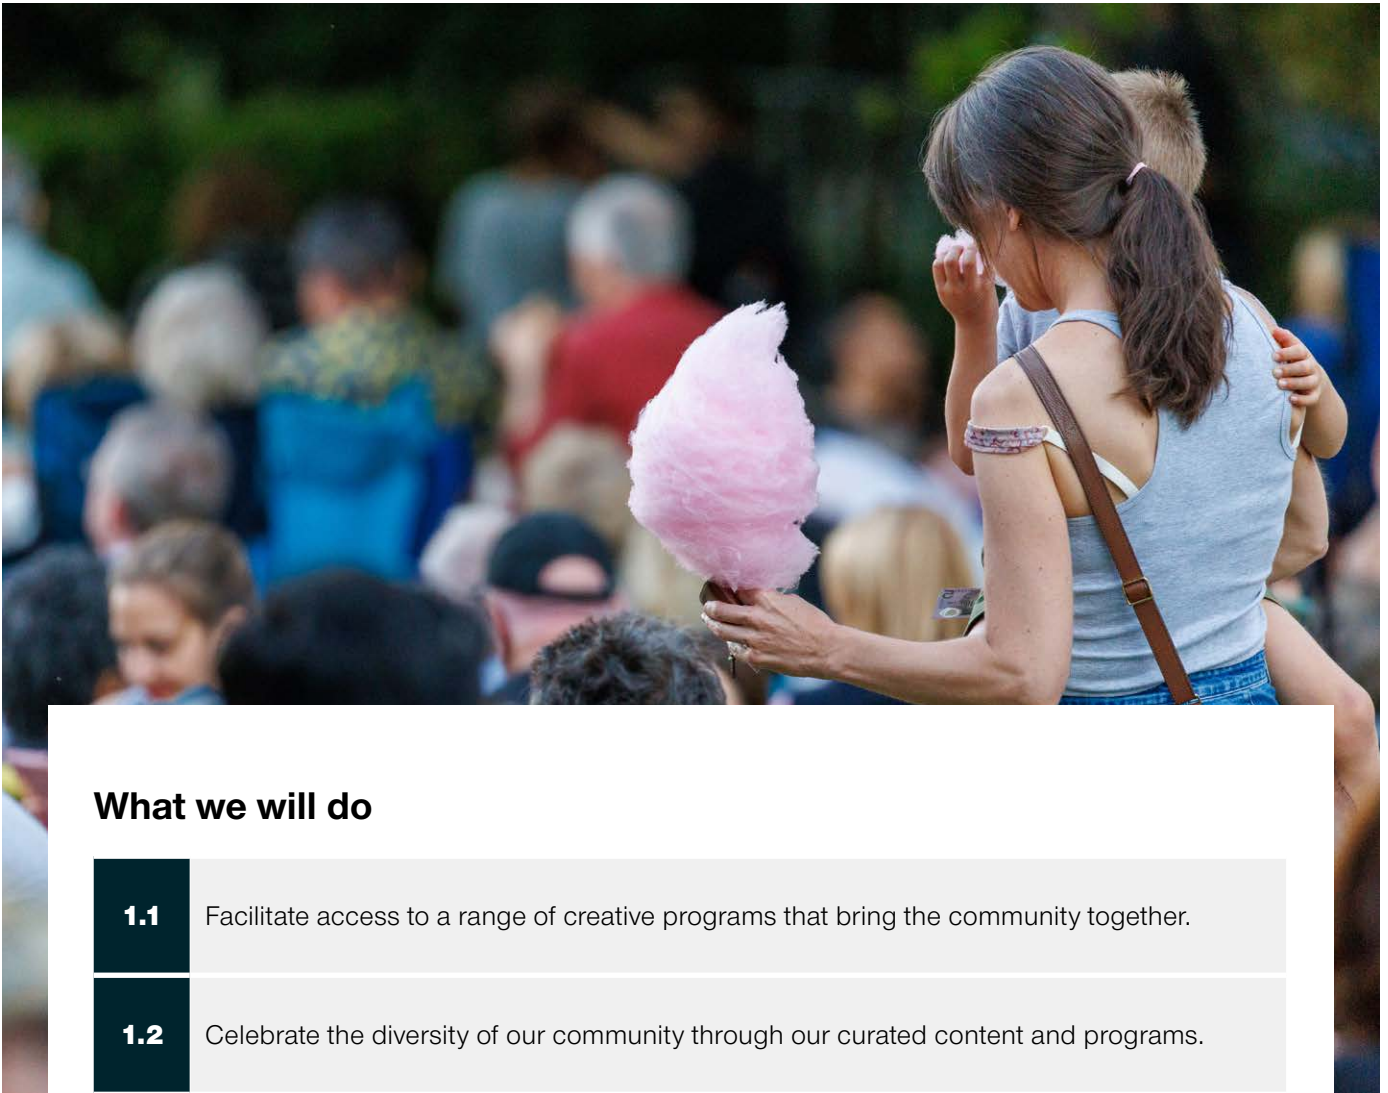 What we will do
1.1 Facilitate access to a range of creative programs that bring the community together.
1.2 Celebrate the diversity of our community through our curated content and programs.